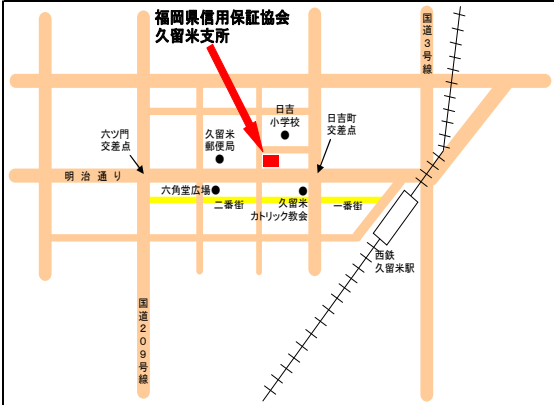 福岡県信用保証協会
久留米支所
国道3号線
日吉
小学校
六ツ門
交差点
久留米
郵便局
日吉町
交差点
明治通り
六角堂広場
二番街
久留米
カトリック教会
一番街
西鉄
久留米駅
国道209号線